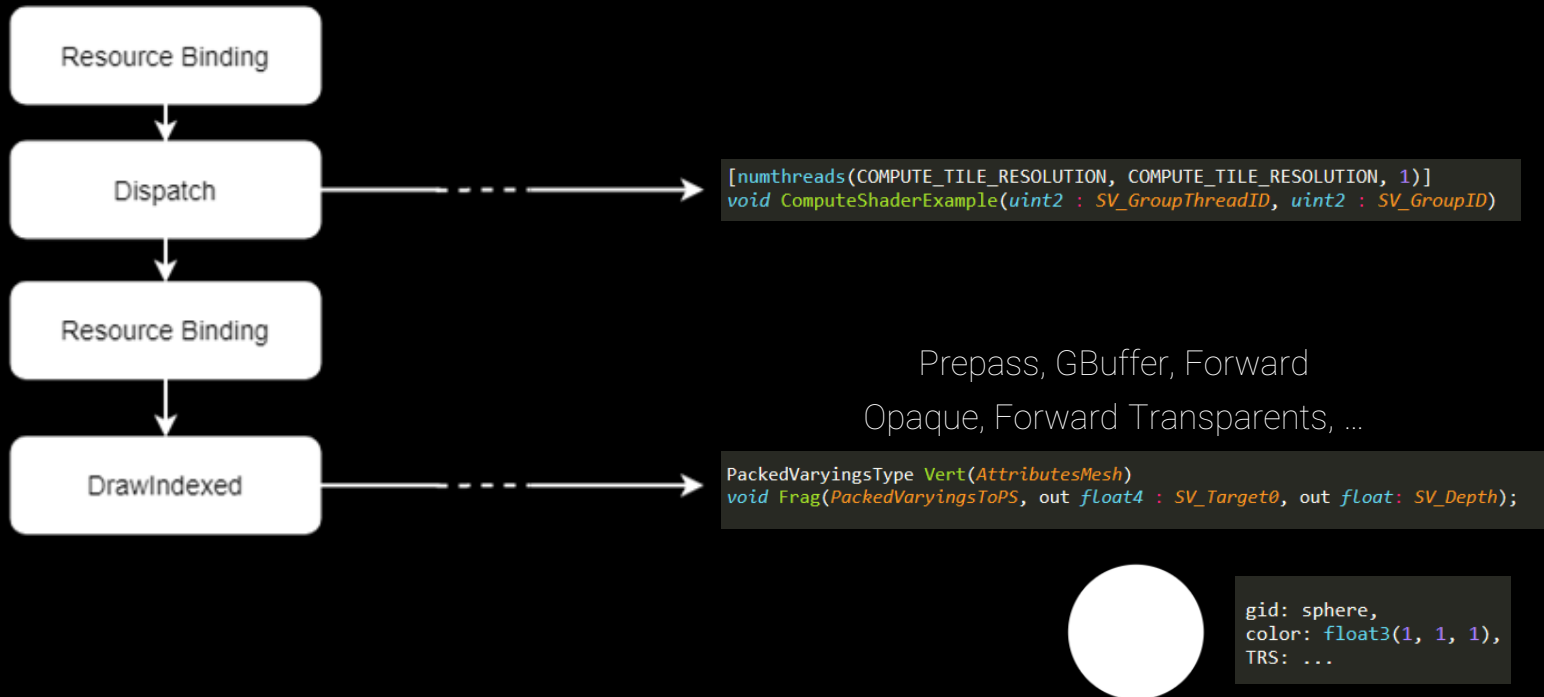 Resource Binding
Dispatch
[numthreads(COMPUTE_TILE_RESOLUTION, COMPUTE_TILE_RESOLUTION, 1)]
void ComputeShaderExample(uint2 : SV_GroupThreadID, uint2 : SV_GroupID)
Resource Binding
Prepass, GBuffer, Forward
Opaque, Forward Transparents, ...
DrawIndexed
PackedVaryingsType Vert(AttributesMesh)
void Frag(PackedVaryingsToPS, out float4 : SV_Target0, out float: SV_Depth);
gid: sphere,
color: float3(1, 1, 1),
TRS: ...